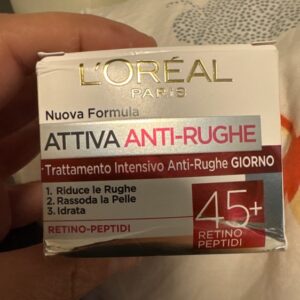 L'ORÉAL
PARIS
Nuova Formula
ATTIVA ANTI-RUGHE
Trattamento Intensivo Anti-Rughe GIORNO
1. Riduce le Rughe
2. Rassoda la Pelle
3. Idrata
RETINO-PEPTIDI
45+
RETINO
PEPTIDI